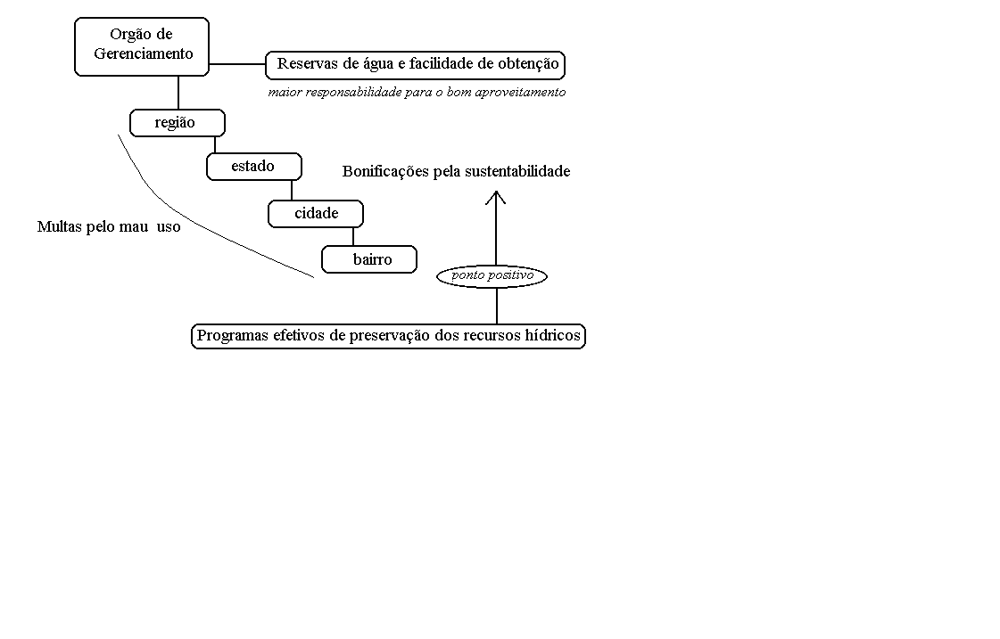 Orgão de
Gerenciamento
Reservas de água e facilidade de obtenção
maior responsabilidade para o bom aproveitamento
região
estado
Bonificações pela sustentabilidade
cidade
Multas pelo mau uso
bairro
ponto positivo
Programas efetivos de preservação dos recursos hídricos